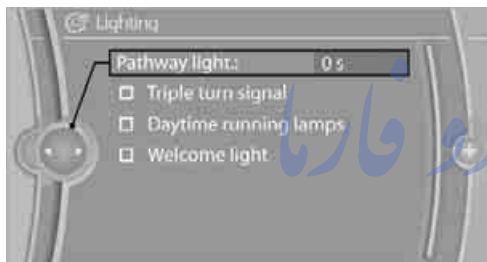 Lighting
Pathway light.: 0 s
Triple turn signal
Daytime running lamps
Welcome light